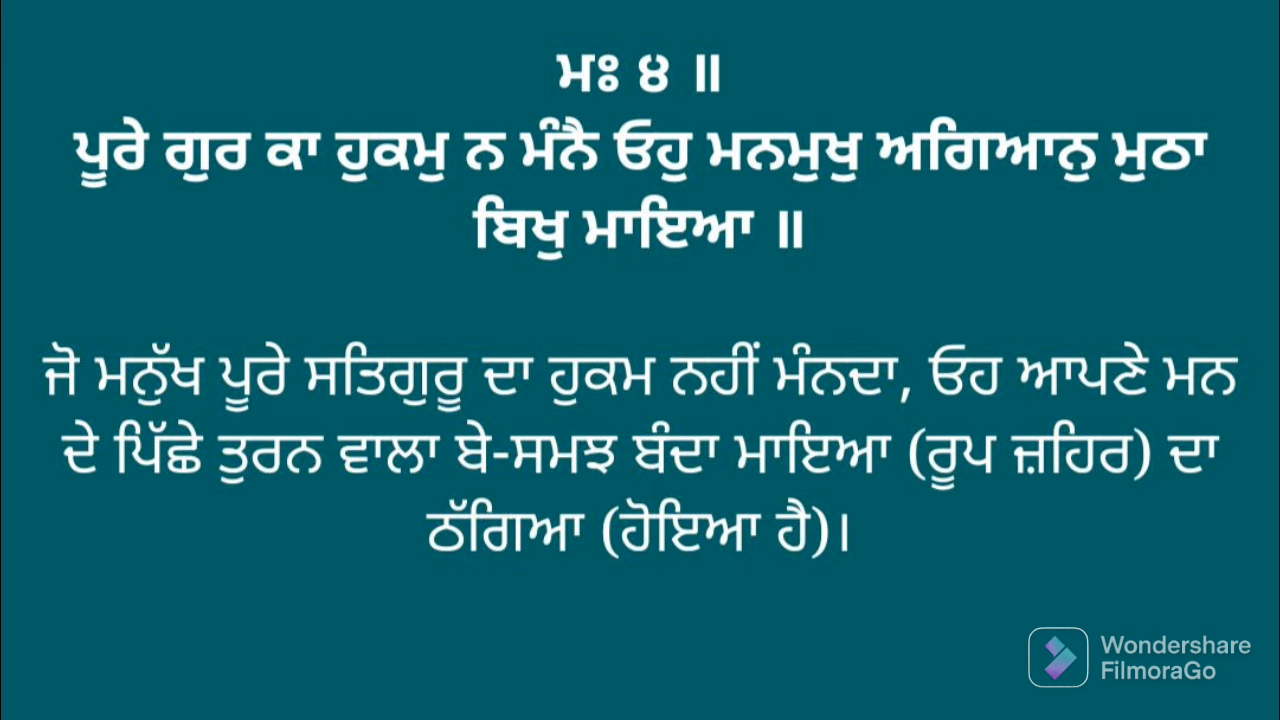 ਮਃ ੪ ॥
ਪੂਰੇ ਗੁਰ ਕਾ ਹੁਕਮੁ ਨ ਮੰਨੈ ਓਹੁ ਮਨਮੁਖੁ ਅਗਿਆਨੁ ਮੁਠਾ
ਬਿਖੁ ਮਾਇਆ ॥
ਜੋ ਮਨੁੱਖ ਪੂਰੇ ਸਤਿਗੁਰੂ ਦਾ ਹੁਕਮ ਨਹੀਂ ਮੰਨਦਾ, ਓਹ ਆਪਣੇ ਮਨ
ਦੇ ਪਿੱਛੇ ਤੁਰਨ ਵਾਲਾ ਬੇ-ਸਮਝ ਬੰਦਾ ਮਾਇਆ (ਰੂਪ ਜ਼ਹਿਰ) ਦਾ
ਠੱਗਿਆ (ਹੋਇਆ ਹੈ)।
Wondershare
FilmoraGo